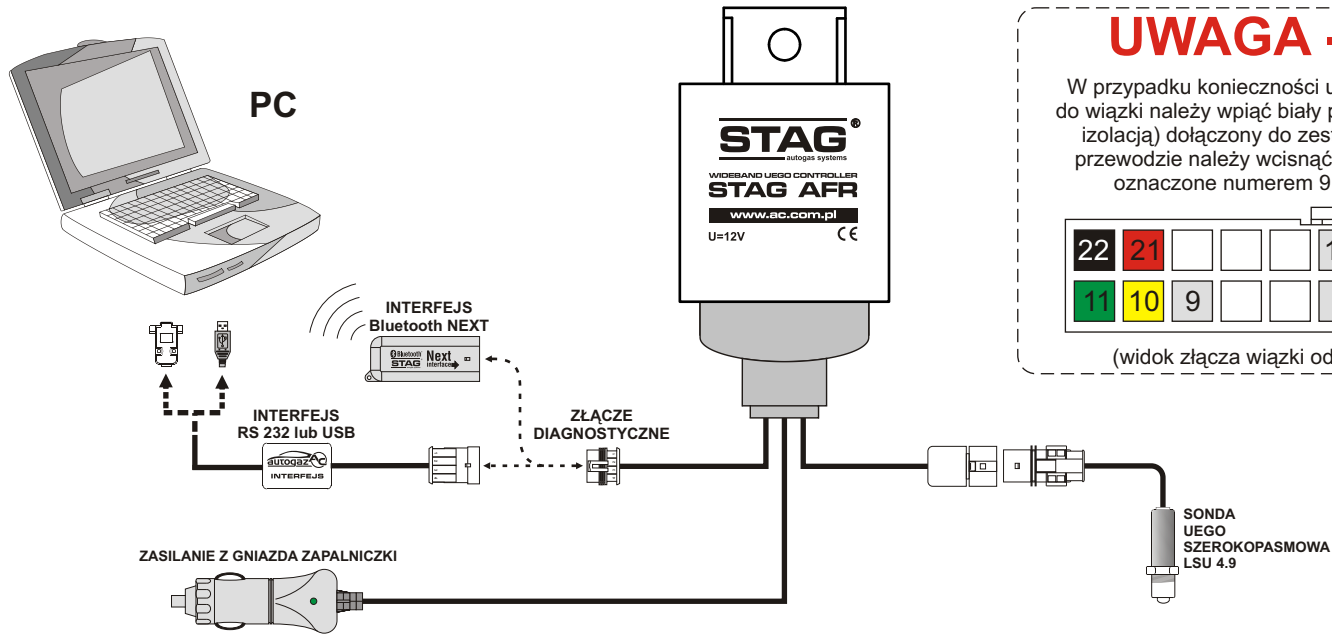 PC
STAG®
autogas systems
WIDEBAND UEGO CONTROLLER
STAG AFR
www.ac.com.pl
U=12V CE
UWAGA -
W przypadku konieczności u
do wiązki należy wpiąć biały p
izolacją) dołączony do zest
przewodzie należy wcisnąć
oznaczone numerem 9
22 21 1
11 10 9
(widok złącza wiązki od
INTERFEJS
Bluetooth NEXT
Bluetooth Next
STAG interface
INTERFEJS
RS 232 lub USB
autogaz AC
INTERFEJS
ZŁĄCZE
DIAGNOSTYCZNE
ZASILANIE Z GNIAZDA ZAPALNICZKI
SONDA
UEGO
SZEROKOPASMOWA
LSU 4.9